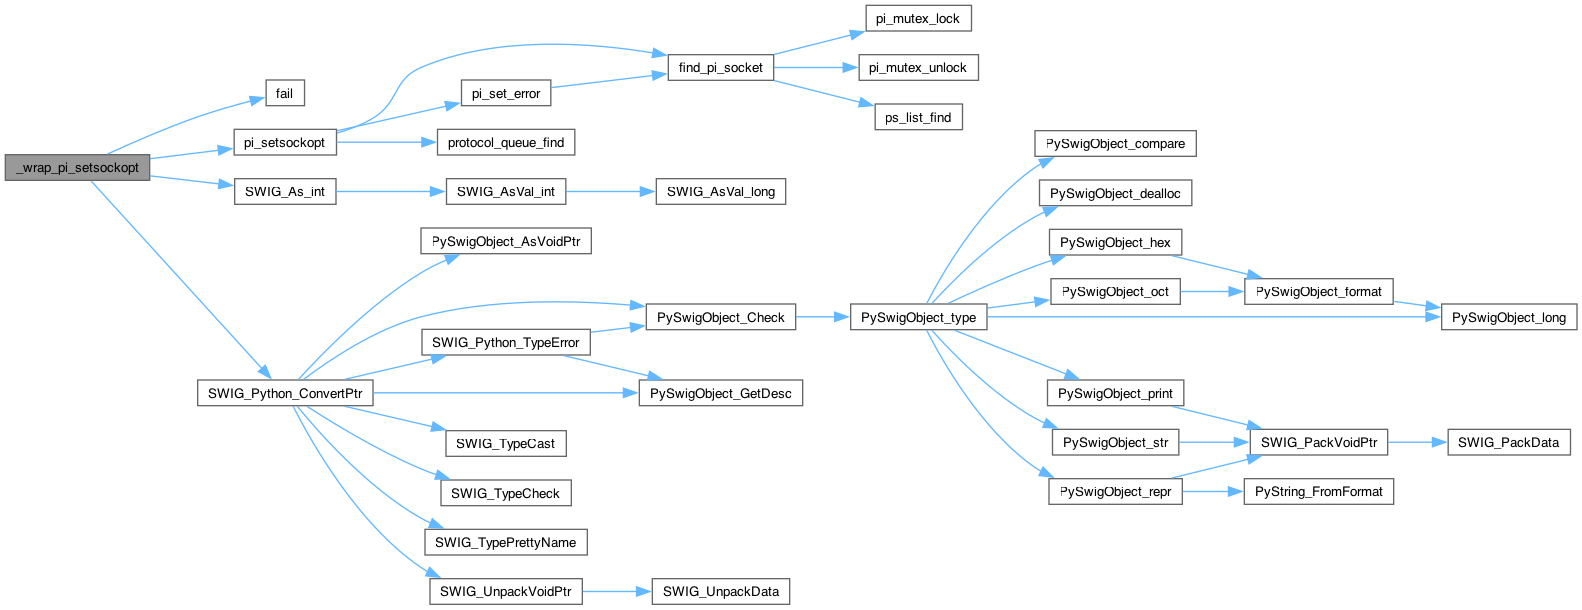 _wrap_pi_setsockopt
fail
pi_setsockopt
SWIG_As_int
SWIG_Python_ConvertPtr
pi_set_error
protocol_queue_find
SWIG_AsVal_int
PySwigObject_AsVoidPtr
SWIG_Python_TypeError
SWIG_TypeCast
SWIG_TypeCheck
SWIG_TypePrettyName
SWIG_UnpackVoidPtr
find_pi_socket
SWIG_AsVal_long
PySwigObject_Check
PySwigObject_GetDesc
SWIG_UnpackData
pi_mutex_lock
pi_mutex_unlock
ps_list_find
PySwigObject_type
PySwigObject_compare
PySwigObject_dealloc
PySwigObject_hex
PySwigObject_oct
PySwigObject_print
PySwigObject_str
PySwigObject_repr
PySwigObject_format
SWIG_PackVoidPtr
PyString_FromFormat
PySwigObject_long
SWIG_PackData